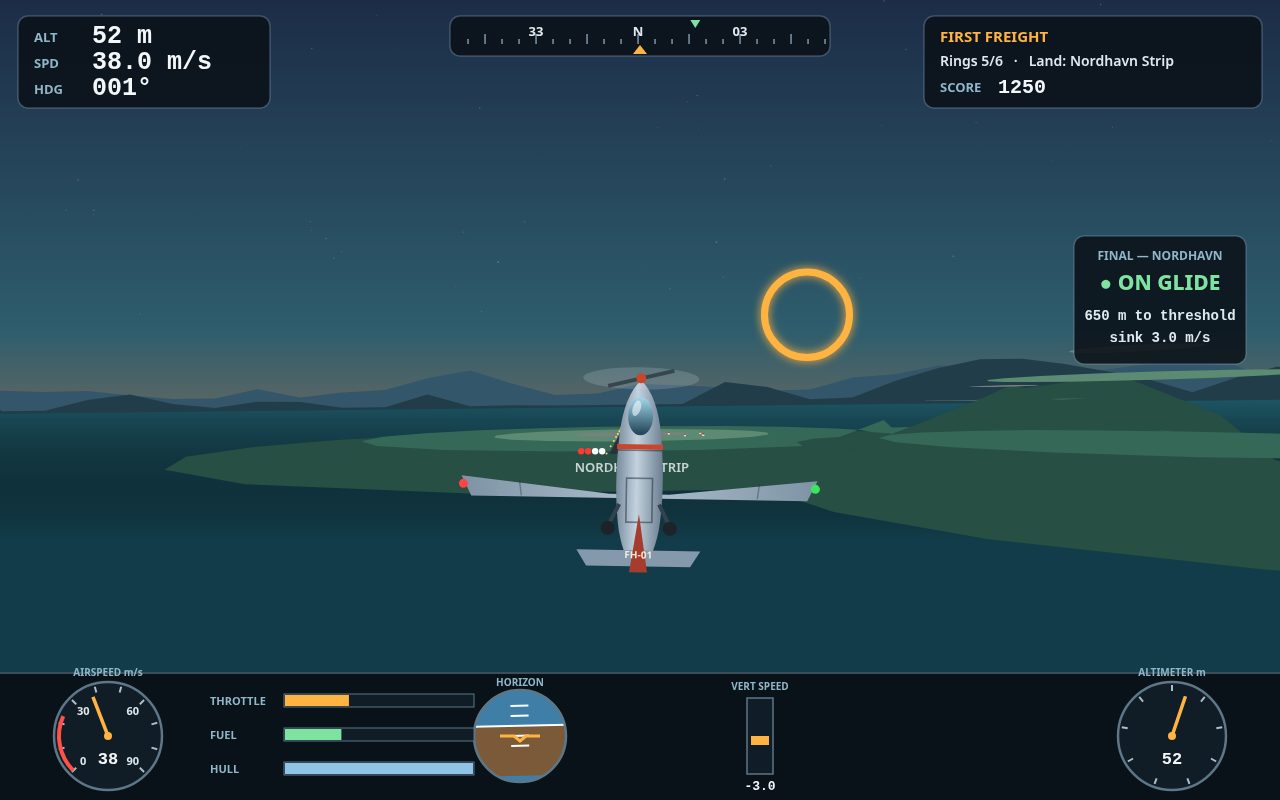 ALT 52 m
SPD 38.0 m/s
HDG 001°
33 N 03
FIRST FREIGHT
Rings 5/6 · Land: Nordhavn Strip
SCORE 1250
FINAL — NORDHAVN
● ON GLIDE
650 m to threshold
sink 3.0 m/s
NORDH TRIP
FH-01
AIRSPEED m/s
30 60
0 38 90
THROTTLE
FUEL
HULL
HORIZON
VERT SPEED
-3.0
ALTIMETER m
52